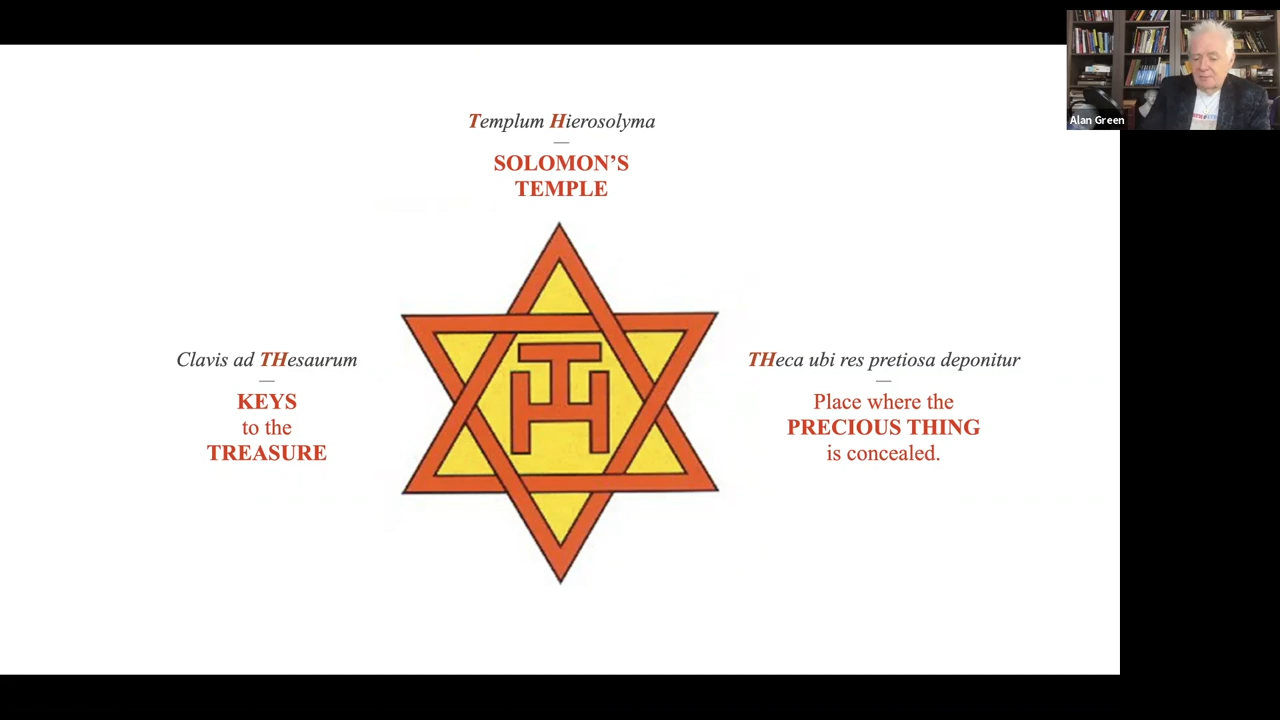 Templum Hierosolyma
SOLOMON'S
TEMPLE
Clavis ad THesaurum
KEYS
to the
TREASURE
TH
THeca ubi res pretiosa deponitur
Place where the
PRECIOUS THING
is concealed.
Alan Green